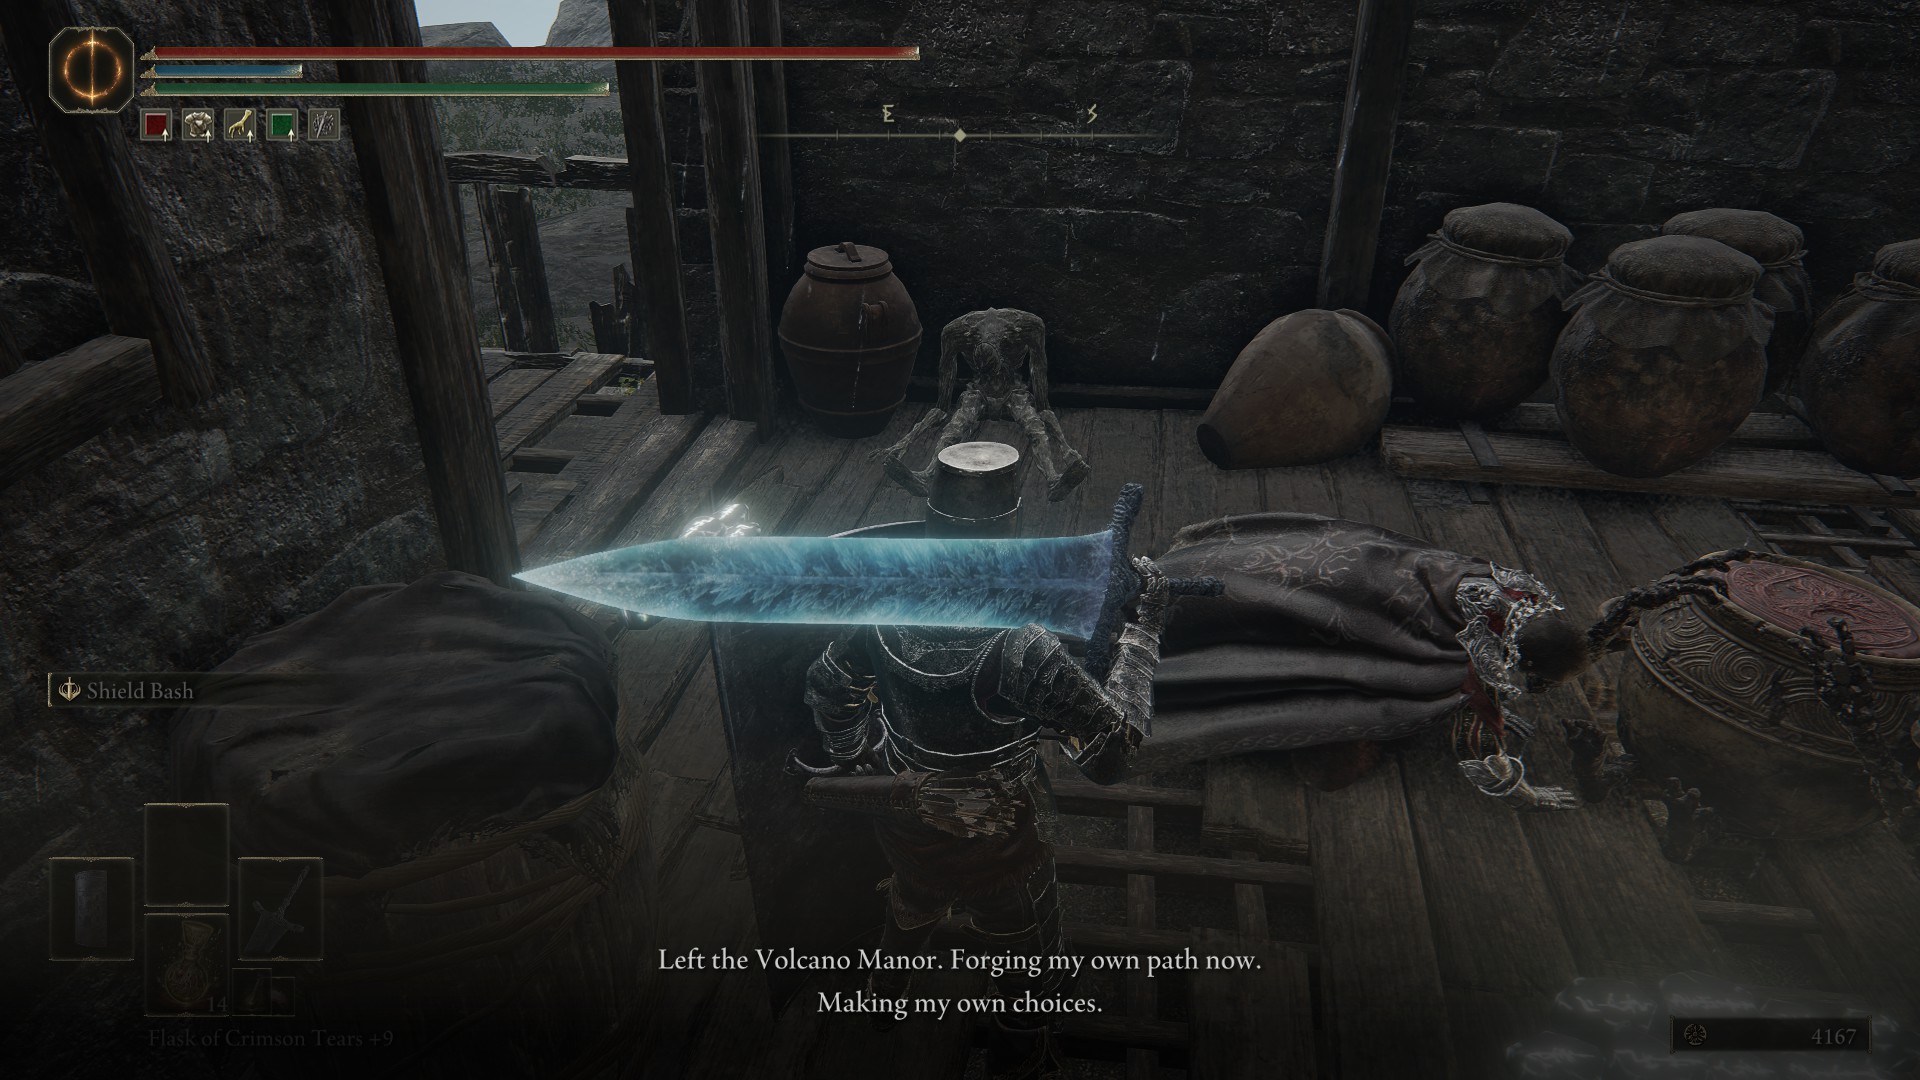 E
S
Shield Bash
14
Flask of Crimson Tears +9
Left the Volcano Manor. Forging my own path now.
Making my own choices.
4167